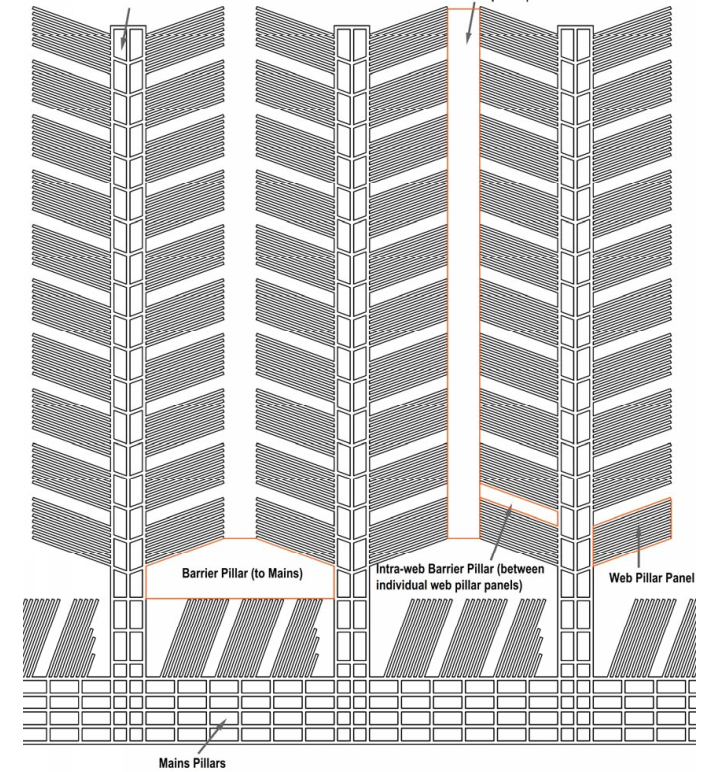 Barrier Pillar (to Mains)
Intra-web Barrier Pillar (between
individual web pillar panels)
Web Pillar Panel
Mains Pillars